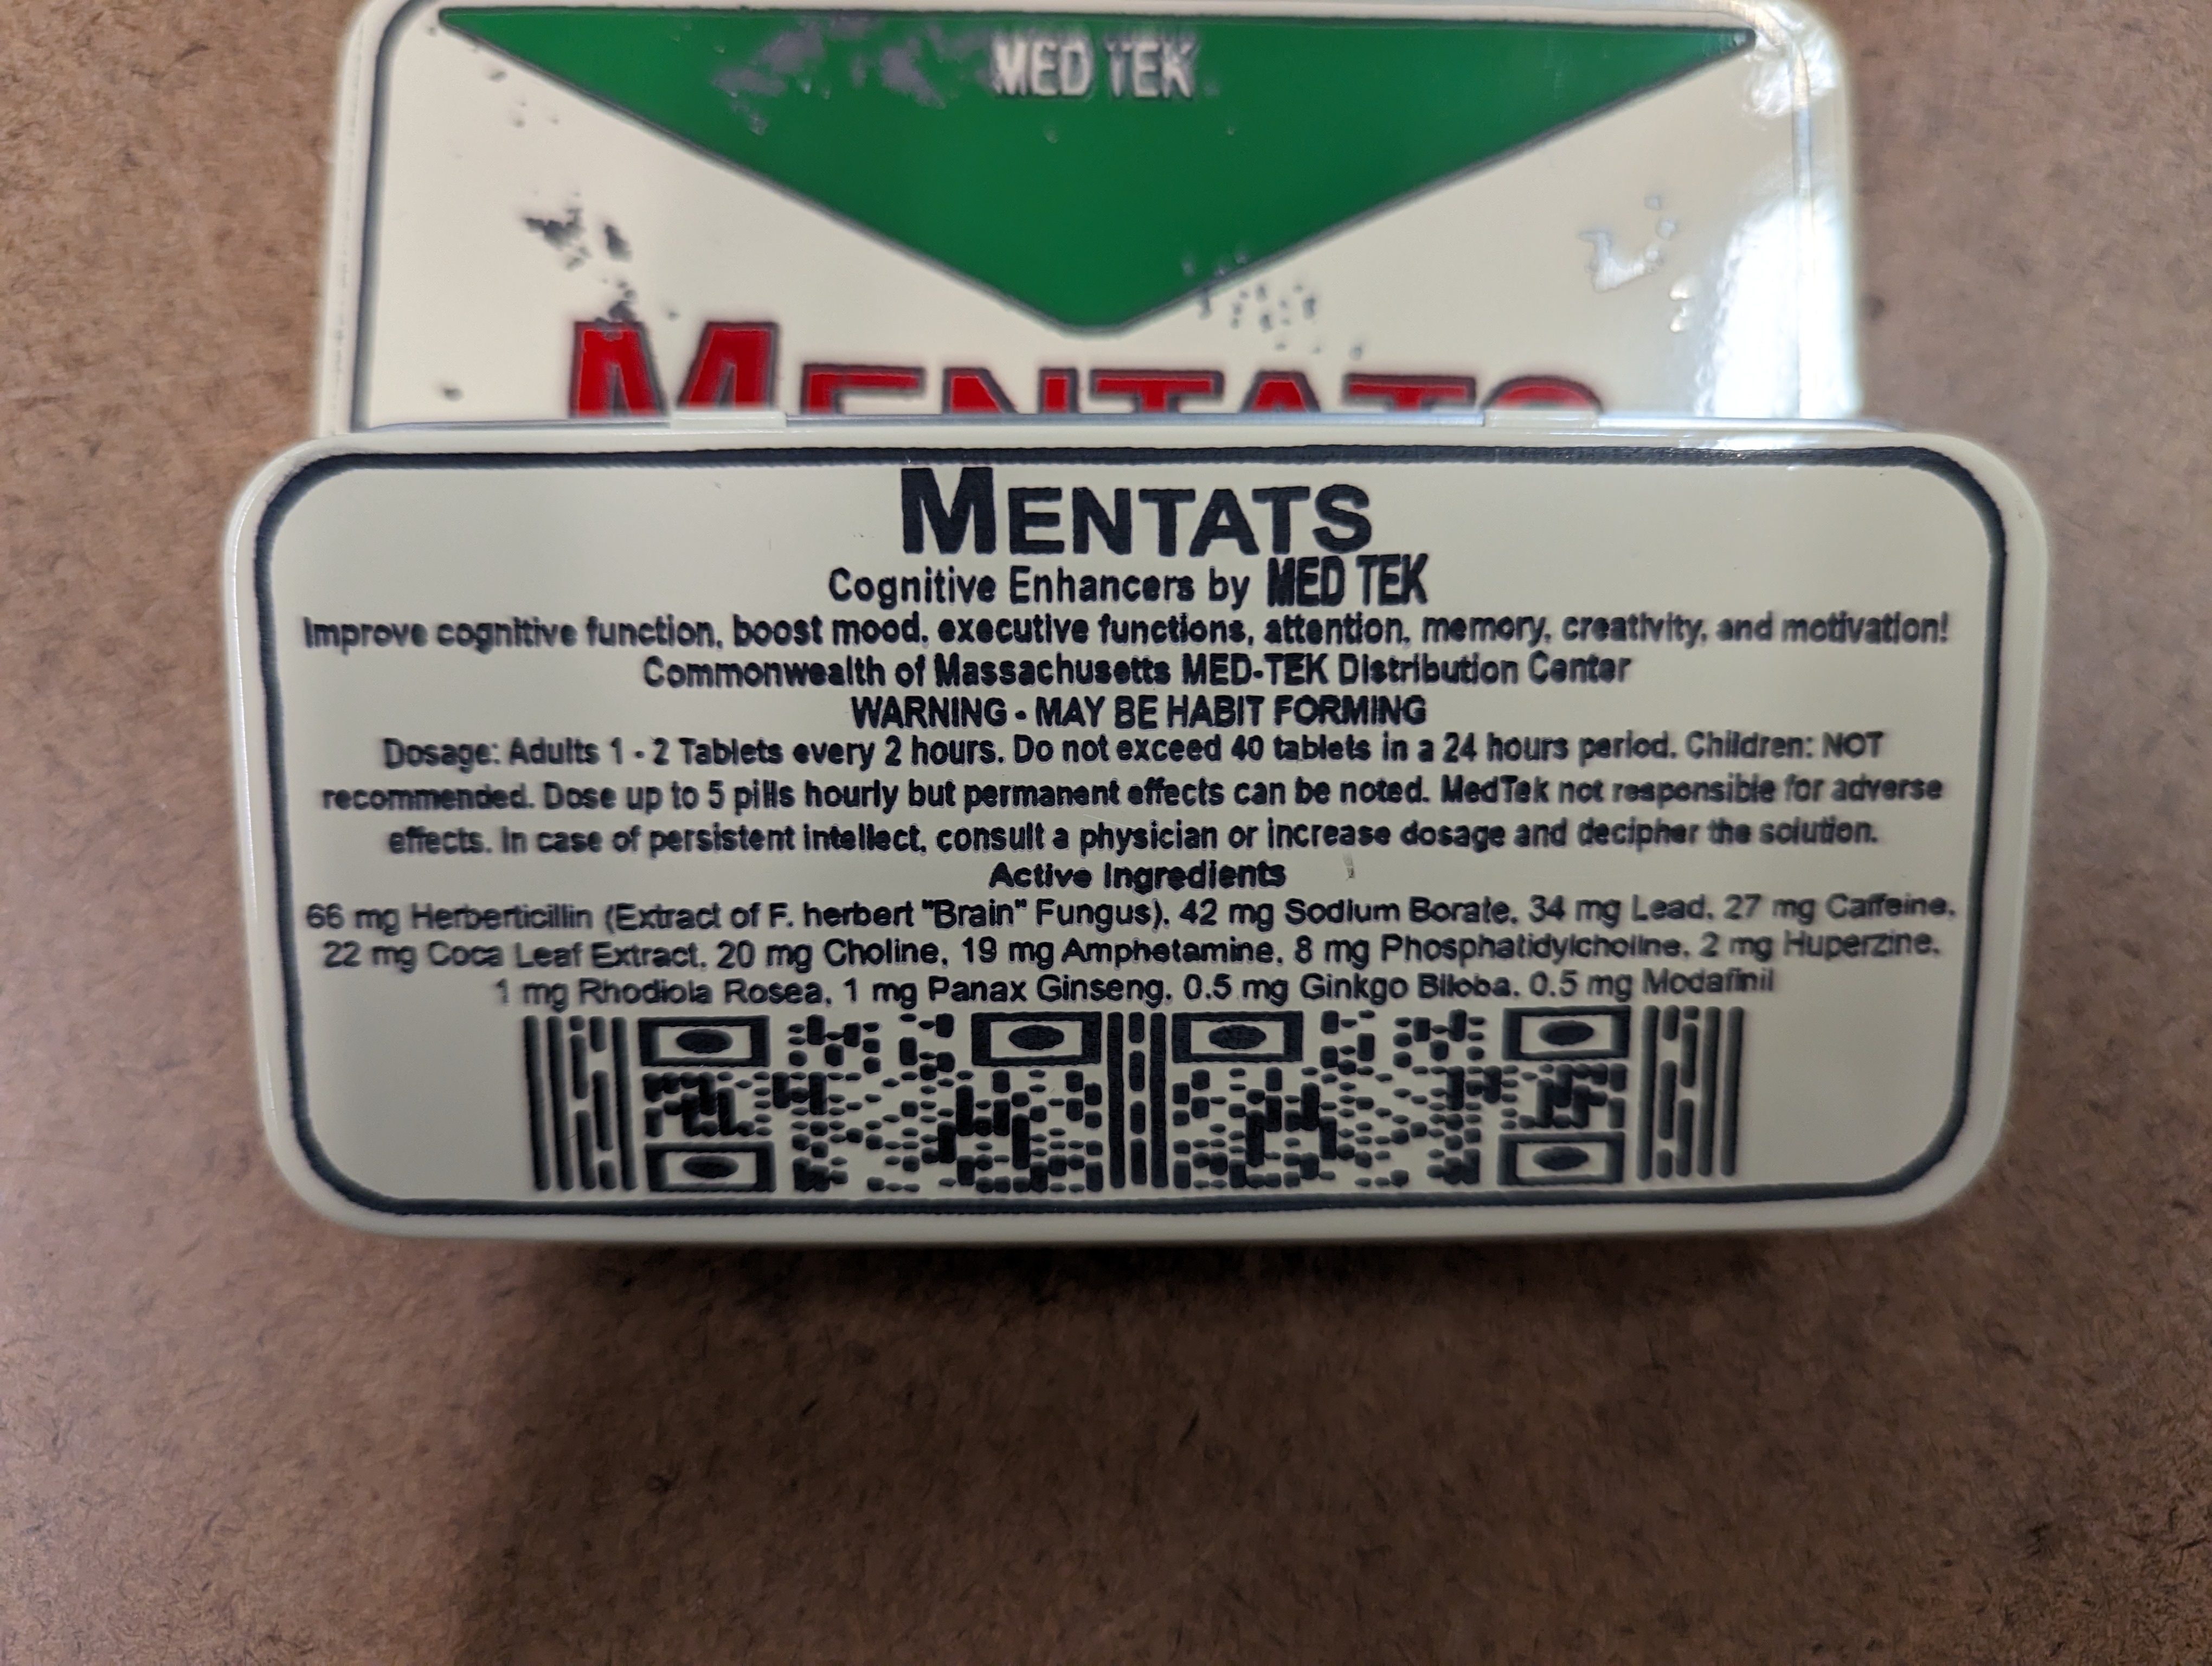 MED TEK
MENTATS
MENTATS
Cognitive Enhancers by MED TEK
Improve cognitive function, boost mood, executive functions, attention, memory, creativity, and motivation!
Commonwealth of Massachusetts MED-TEK Distribution Center
WARNING - MAY BE HABIT FORMING
Dosage: Adults 1 - 2 Tablets every 2 hours. Do not exceed 40 tablets in a 24 hours period. Children: NOT
recommended. Dose up to 5 pills hourly but permanent effects can be noted. MedTek not responsible for adverse
effects. In case of persistent intellect, consult a physician or increase dosage and decipher the solution.
Active Ingredients
66 mg Herberticillin (Extract of F. herbert "Brain" Fungus), 42 mg Sodium Borate, 34 mg Lead, 27 mg Caffeine,
22 mg Coca Leaf Extract, 20 mg Choline, 19 mg Amphetamine, 8 mg Phosphatidylcholine, 2 mg Huperzine,
1 mg Rhodiola Rosea, 1 mg Panax Ginseng, 0.5 mg Ginkgo Biloba, 0.5 mg Modafinil